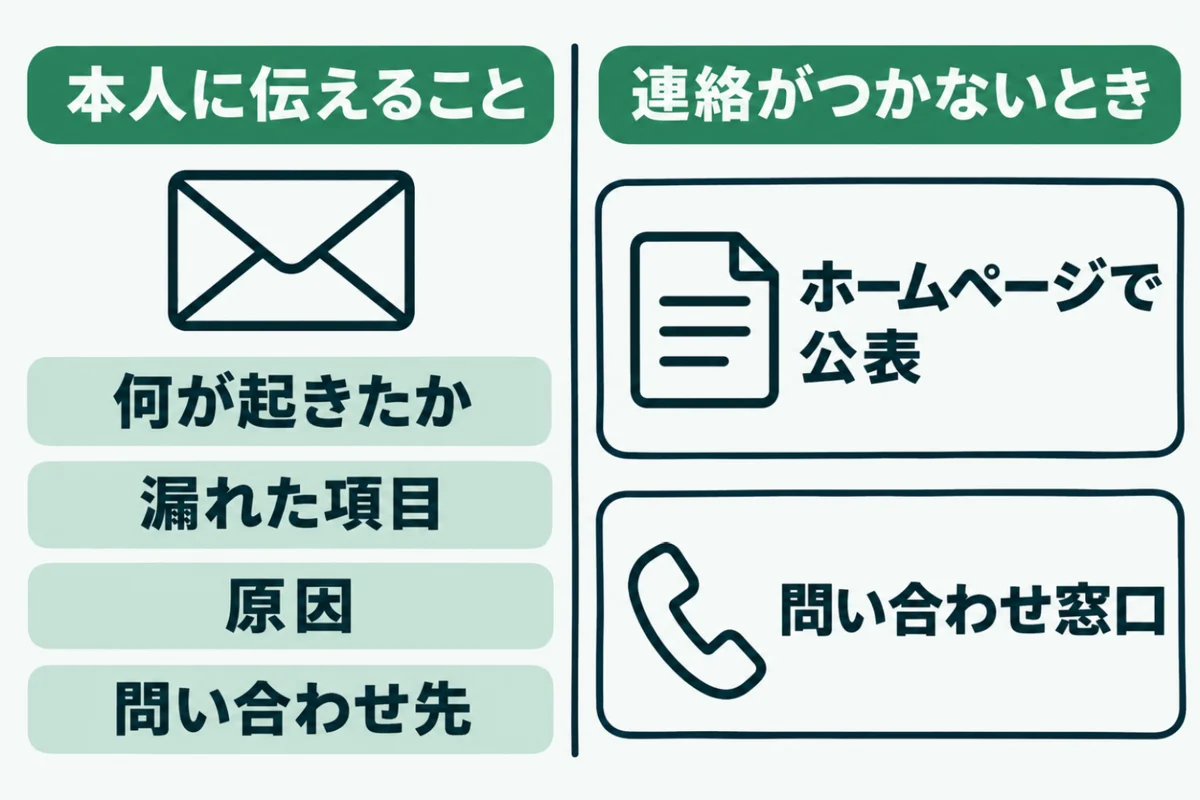 本人に伝えること
何が起きたか
漏れた項目
原因
問い合わせ先
連絡がつかないとき
ホームページで
公表
問い合わせ窓口